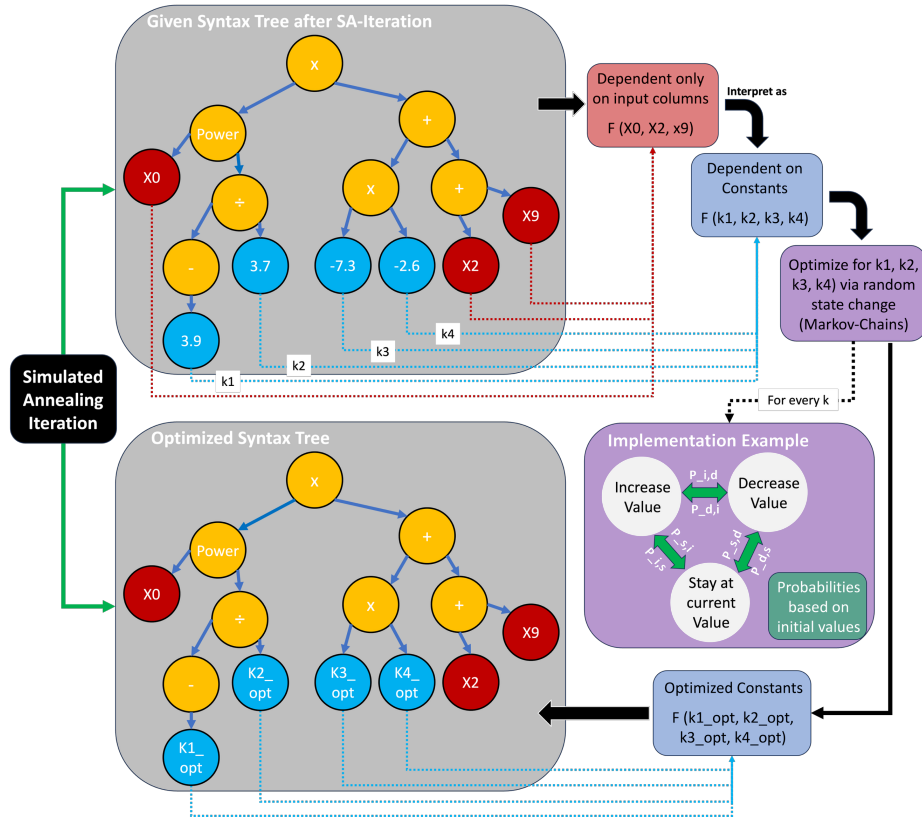 Given Syntax Tree after SA-Iteration
x
Power
+
X0
÷
x
+
-
3.7
-7.3
-2.6
X2
X9
3.9
k1
k2
k3
k4
Dependent only
on input columns
F (X0, X2, x9)
Interpret as
Dependent on
Constants
F (k1, k2, k3, k4)
Optimize for k1, k2,
k3, k4) via random
state change
(Markov-Chains)
For every k
Simulated
Annealing
Iteration
Implementation Example
Increase
Value
P_i,d
P_d,i
Decrease
Value
P_s,i
P_i,s
P_s,d
P_d,s
Stay at
current
Value
Probabilities
based on
initial values
Optimized Syntax Tree
x
Power
+
X0
÷
x
+
-
K2_
opt
K3_
opt
K4_
opt
X2
X9
K1_
opt
Optimized Constants
F (k1_opt, k2_opt,
k3_opt, k4_opt)